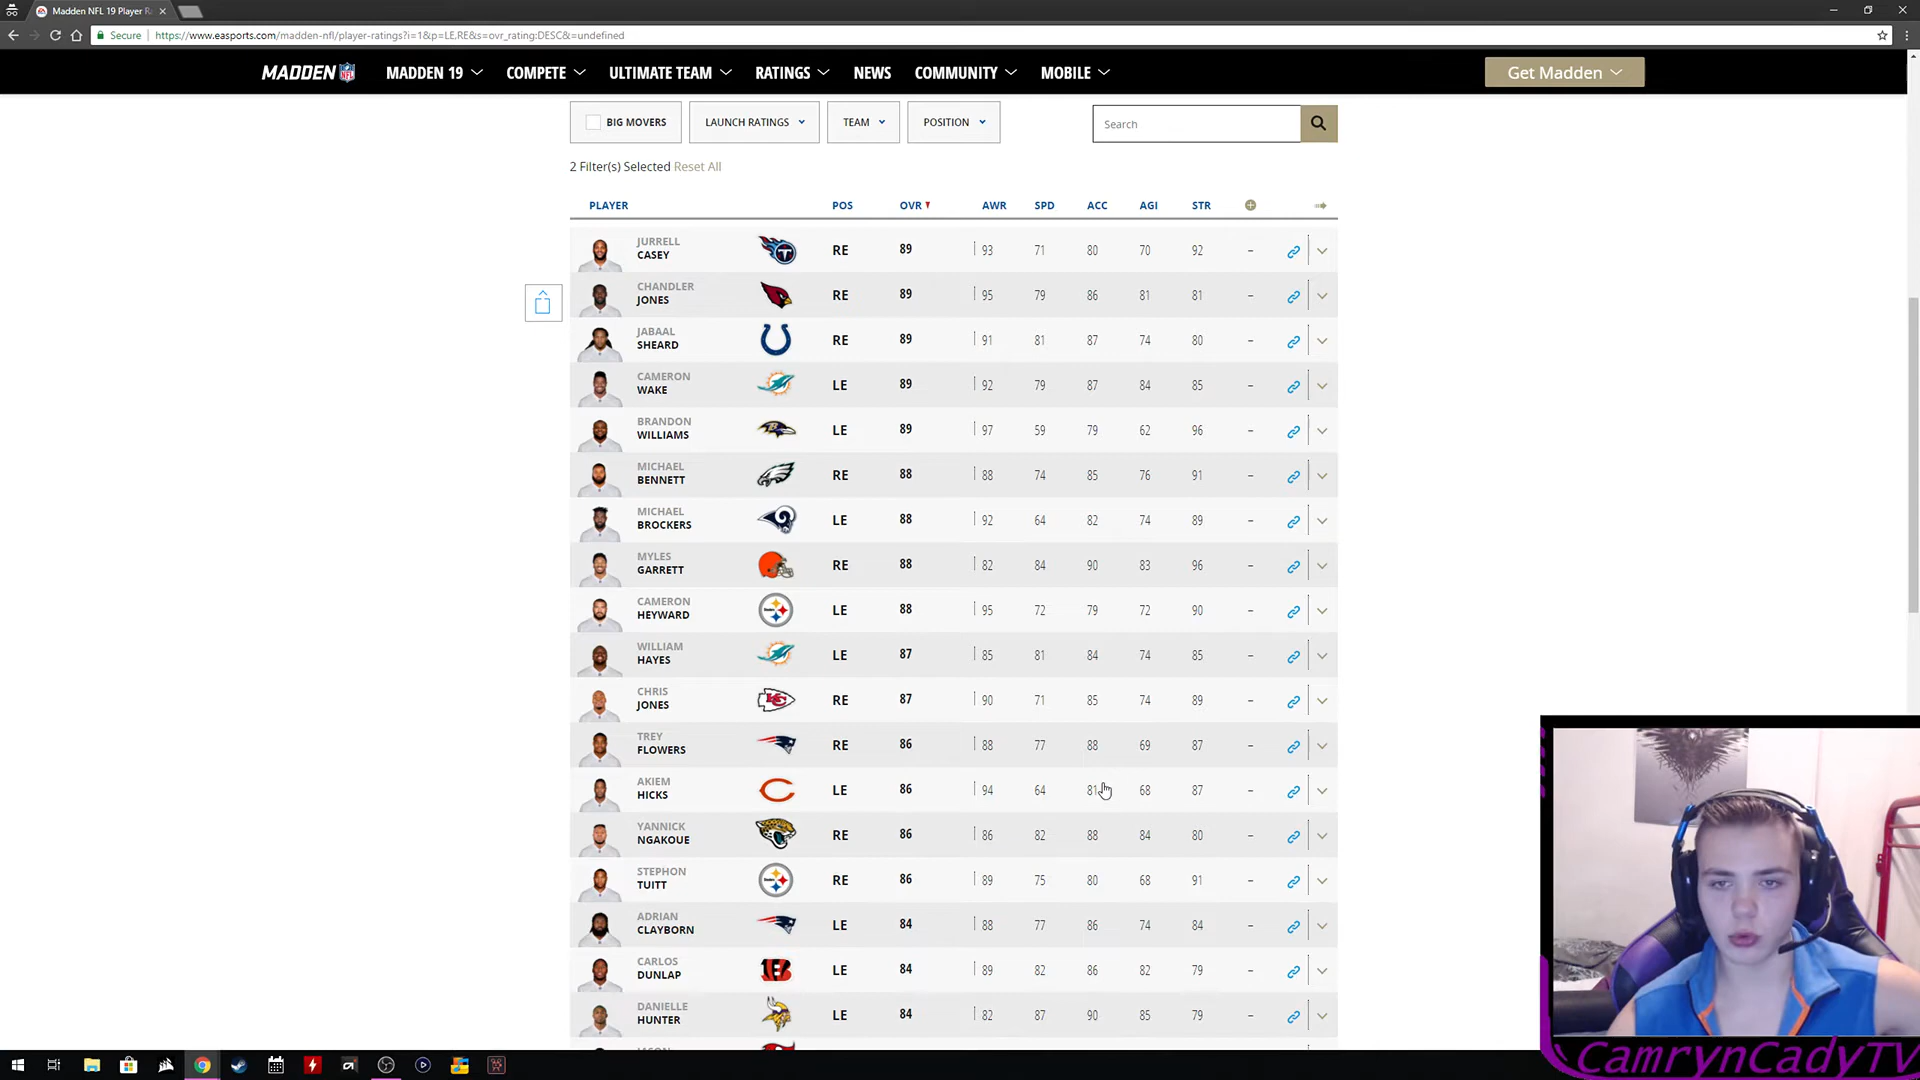 Madden NFL 19 Player R
Secure https://www.easports.com/madden-nfl/player-ratings?i=1&p=LE,RE&s=ovr_rating:DESC&=undefined
MADDEN NFL MADDEN 19 COMPETE ULTIMATE TEAM RATINGS NEWS COMMUNITY MOBILE Get Madden
BIG MOVERS LAUNCH RATINGS TEAM POSITION Search
2 Filter(s) Selected Reset All
PLAYER POS OVR AWR SPD ACC AGI STR
JURRELL CASEY RE 89 93 71 80 70 92 –
CHANDLER JONES RE 89 95 79 86 81 81 –
JABAAL SHEARD RE 89 91 81 87 74 80 –
CAMERON WAKE LE 89 92 79 87 84 85 –
BRANDON WILLIAMS LE 89 97 59 79 62 96 –
MICHAEL BENNETT RE 88 88 74 85 76 91 –
MICHAEL BROCKERS LE 88 92 64 82 74 89 –
MYLES GARRETT RE 88 82 84 90 83 96 –
CAMERON HEYWARD LE 88 95 72 79 72 90 –
WILLIAM HAYES LE 87 85 81 84 74 85 –
CHRIS JONES RE 87 90 71 85 74 89 –
TREY FLOWERS RE 86 88 77 88 69 87 –
AKIEM HICKS LE 86 94 64 81 68 87 –
YANNICK NGAKOUE RE 86 86 82 88 84 80 –
STEPHON TUITT RE 86 89 75 80 68 91 –
ADRIAN CLAYBORN LE 84 88 77 86 74 84 –
CARLOS DUNLAP LE 84 89 82 86 82 79 –
DANIELLE HUNTER LE 84 82 87 90 85 79 –
CamrynCadyTV